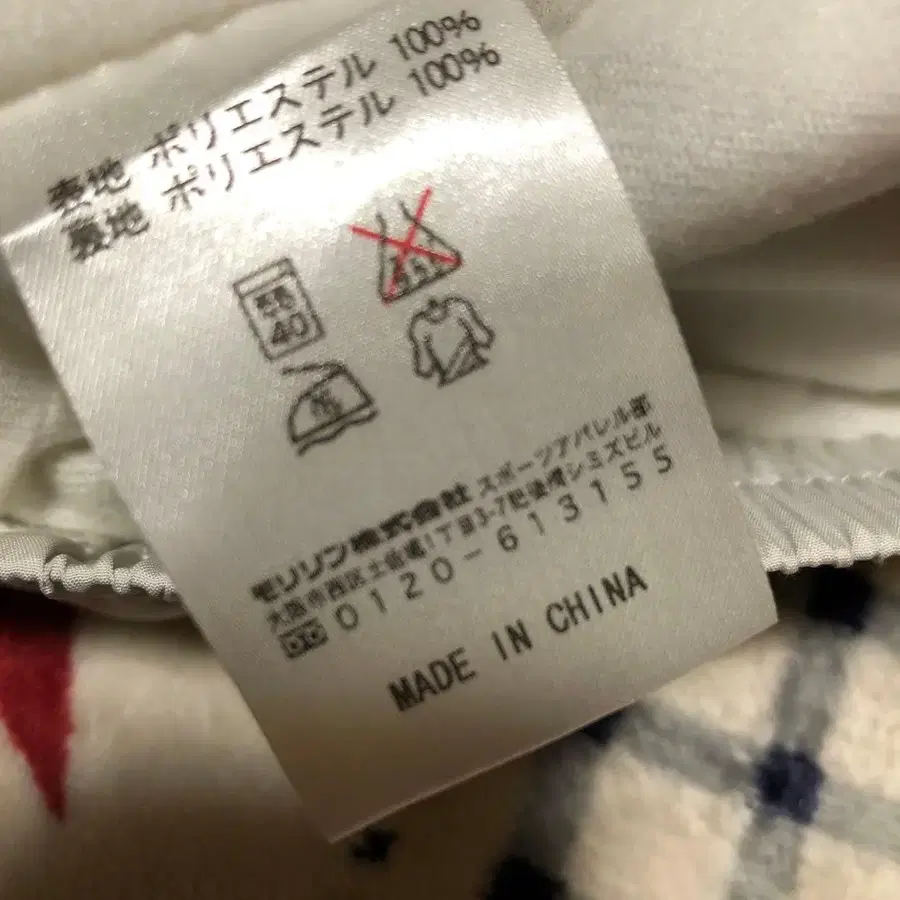 表地 ポリエステル 100%
裏地 ポリエステル 100%
40
モリリン株式会社 スポーツアパレル部
大阪市西区土佐堀1丁目3-7肥後橋シミズビル
0120-613155
MADE IN CHINA